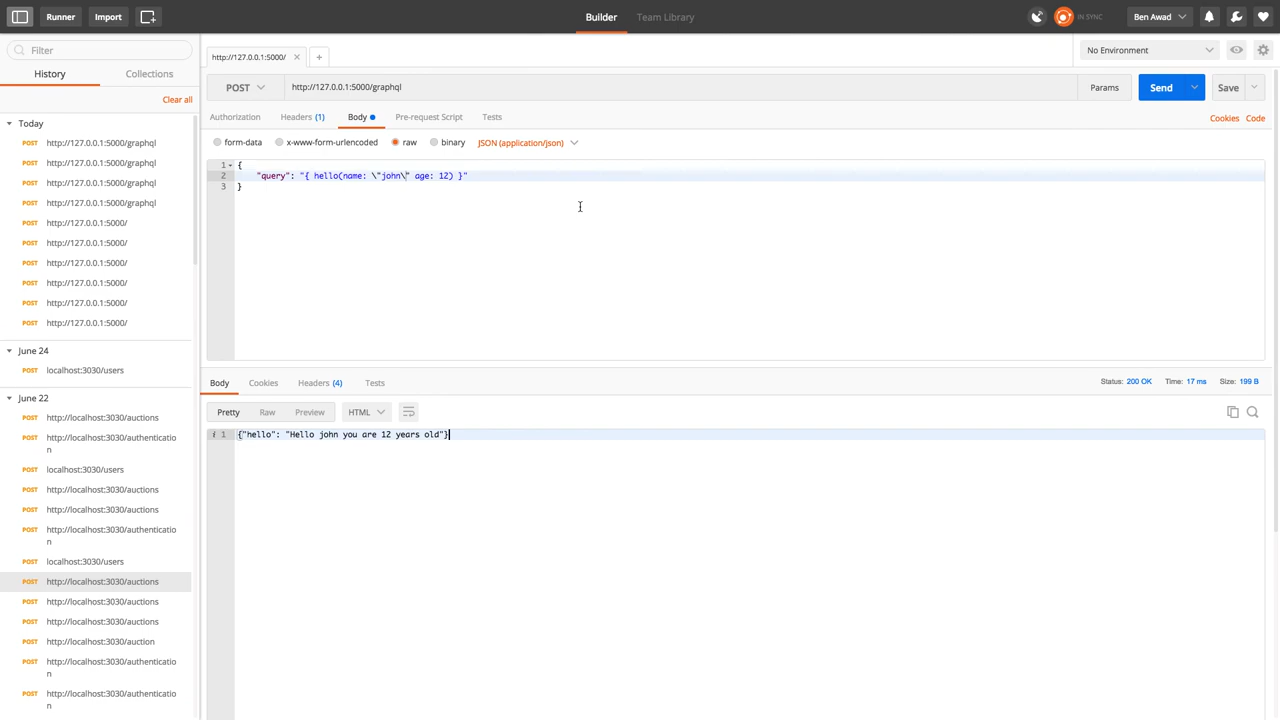 Runner
Import
Builder
Team Library
IN SYNC
Ben Awad
Filter
History
Collections
Clear all
Today
POST http://127.0.0.1:5000/graphql
POST http://127.0.0.1:5000/graphql
POST http://127.0.0.1:5000/graphql
POST http://127.0.0.1:5000/graphql
POST http://127.0.0.1:5000/
POST http://127.0.0.1:5000/
POST http://127.0.0.1:5000/
POST http://127.0.0.1:5000/
POST http://127.0.0.1:5000/
POST http://127.0.0.1:5000/
June 24
POST localhost:3030/users
June 22
POST http://localhost:3030/auctions
POST http://localhost:3030/authenticatio
n
POST localhost:3030/users
POST http://localhost:3030/auctions
POST http://localhost:3030/auctions
POST http://localhost:3030/authenticatio
n
POST localhost:3030/users
POST http://localhost:3030/auctions
POST http://localhost:3030/auctions
POST http://localhost:3030/auctions
POST http://localhost:3030/auction
POST http://localhost:3030/authenticatio
n
POST http://localhost:3030/authenticatio
n
http://127.0.0.1:5000/
No Environment
POST
http://127.0.0.1:5000/graphql
Params
Send
Save
Authorization
Headers (1)
Body
Pre-request Script
Tests
Cookies
Code
form-data
x-www-form-urlencoded
raw
binary
JSON (application/json)
1 {
2 "query": "{ hello(name: \"john\" age: 12) }"
3 }
Body
Cookies
Headers (4)
Tests
Status: 200 OK
Time: 17 ms
Size: 199 B
Pretty
Raw
Preview
HTML
i 1 {"hello": "Hello john you are 12 years old"}